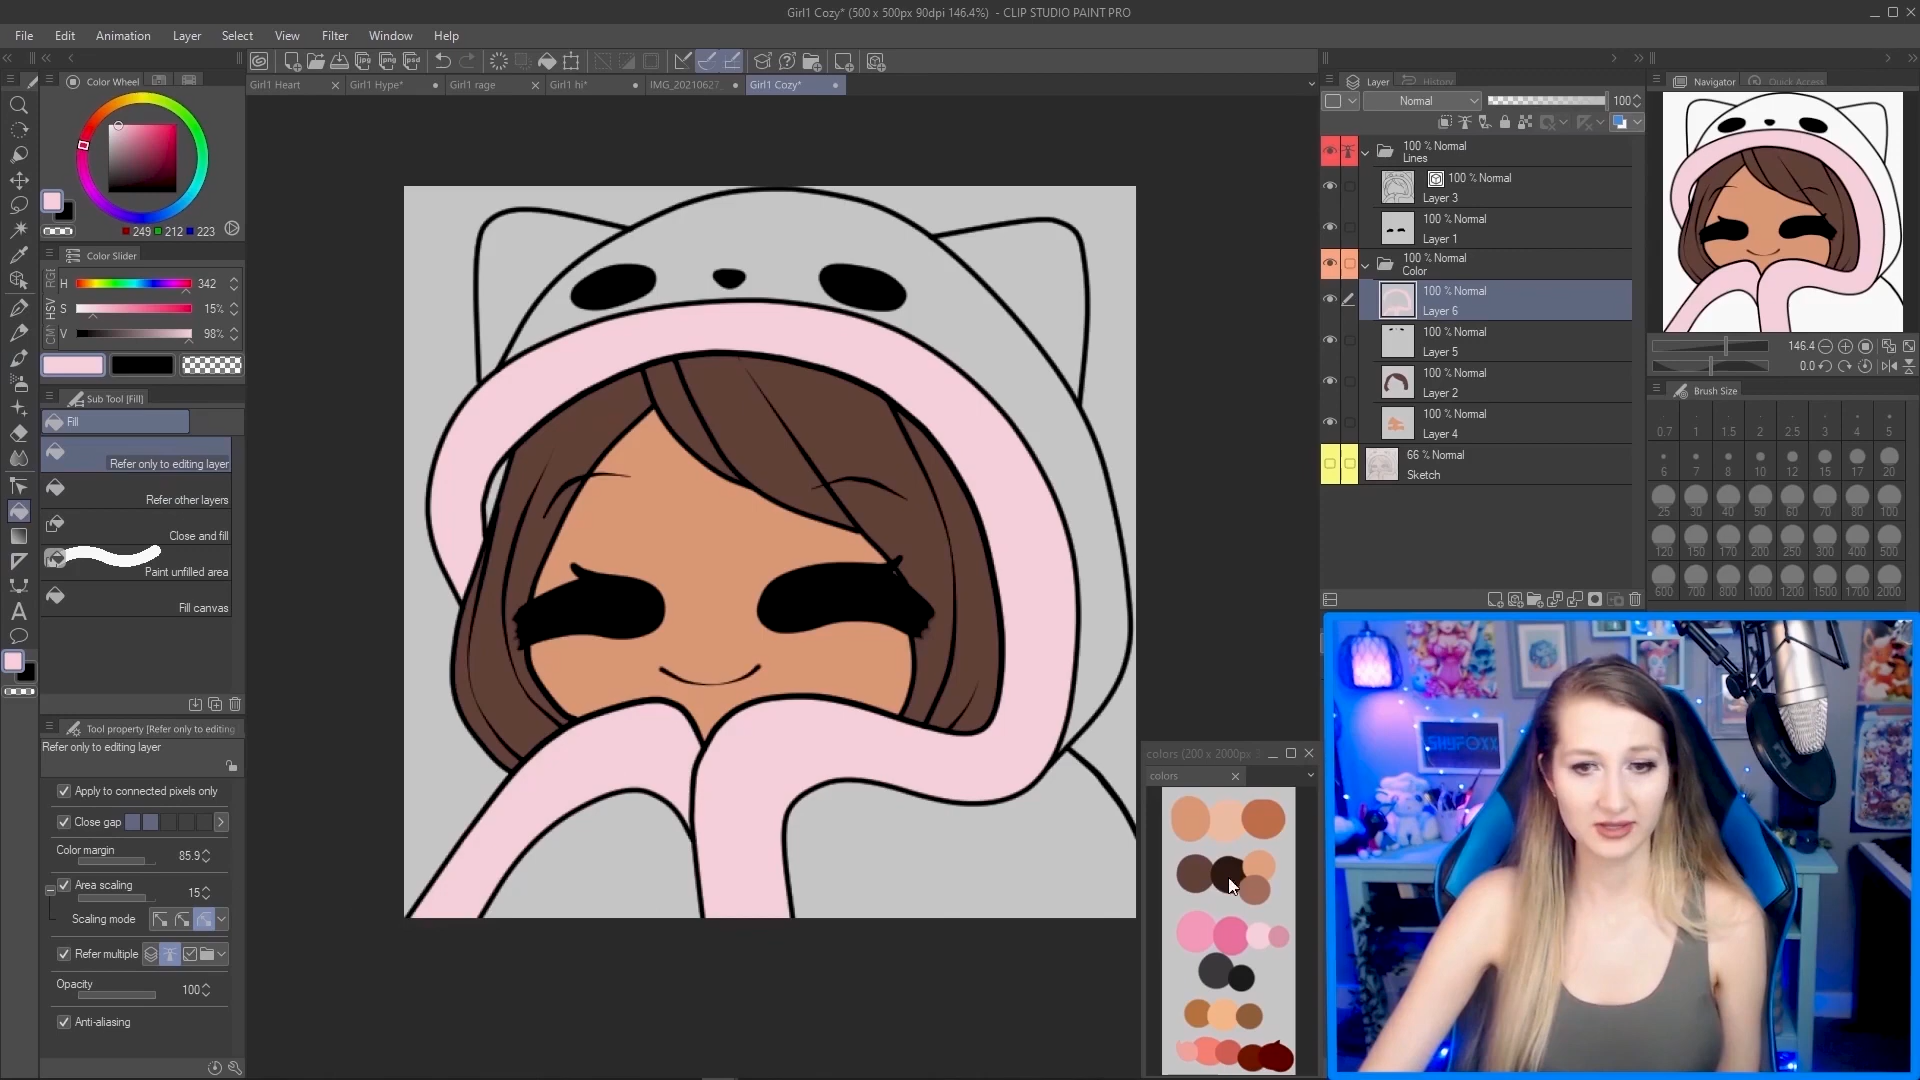 Girl1 Cozy* (500 x 500px 90dpi 146.4%)  - CLIP STUDIO PAINT PRO
File Edit Animation Layer Select View Filter Window Help
Girl1 Heart Girl1 Hype* Girl1 rage Girl1 hi* IMG_20210627 Girl1 Cozy*
Color Wheel
249 212 223
Color Slider
H 342
S 15%
V 98%
HSV
Sub Tool [Fill]
Fill
Refer only to editing layer
Refer other layers
Close and fill
Paint unfilled area
Fill canvas
Tool property [Refer only to editing
Refer only to editing layer
Apply to connected pixels only
Close gap
Color margin 85.9
Area scaling 15
Scaling mode
Refer multiple
Opacity 100
Anti-aliasing
Layer History
Normal 100
100 % Normal
Lines
100 % Normal
Layer 3
100 % Normal
Layer 1
100 % Normal
Color
100 % Normal
Layer 6
100 % Normal
Layer 5
100 % Normal
Layer 2
100 % Normal
Layer 4
66 % Normal
Sketch
Navigator Quick Access
146.4
0.0
Brush Size
0.7 1 1.5 2 2.5 3 4 5
6 7 8 10 12 15 17 20
25 30 40 50 60 70 80 100
120 150 170 200 250 300 400 500
600 700 800 1000 1200 1500 1700 2000
colors (200 x 2000px
colors
SHYFOXX